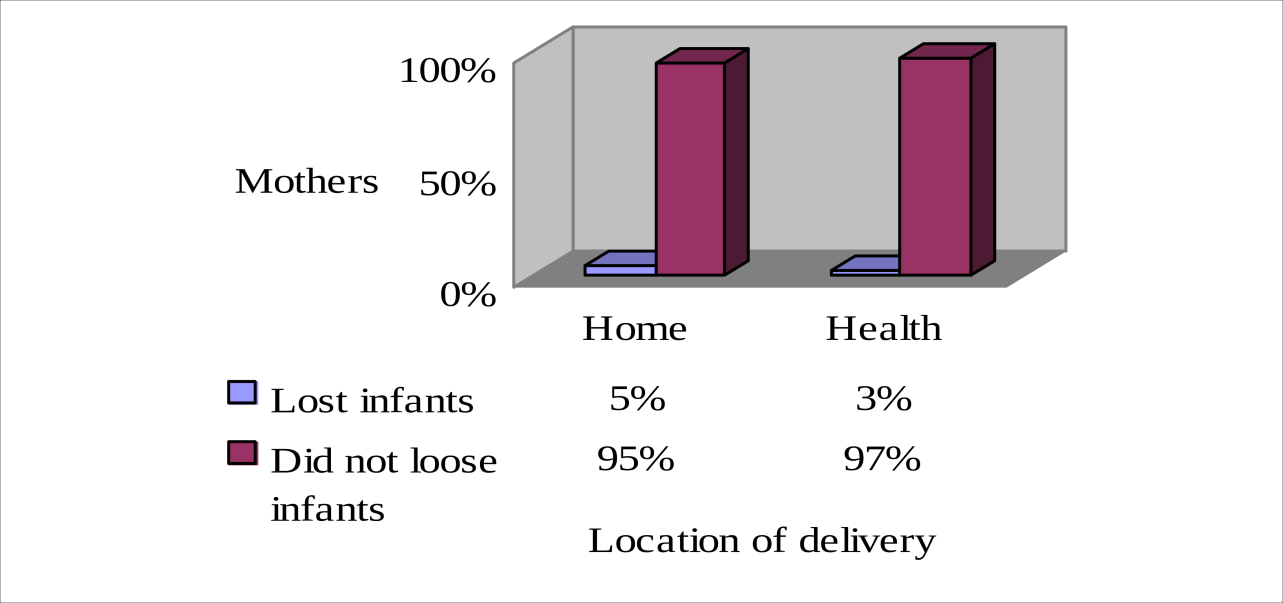 100%
Mothers 50%
0%
Home Health
Lost infants 5% 3%
Did not loose 95% 97%
infants
Location of delivery